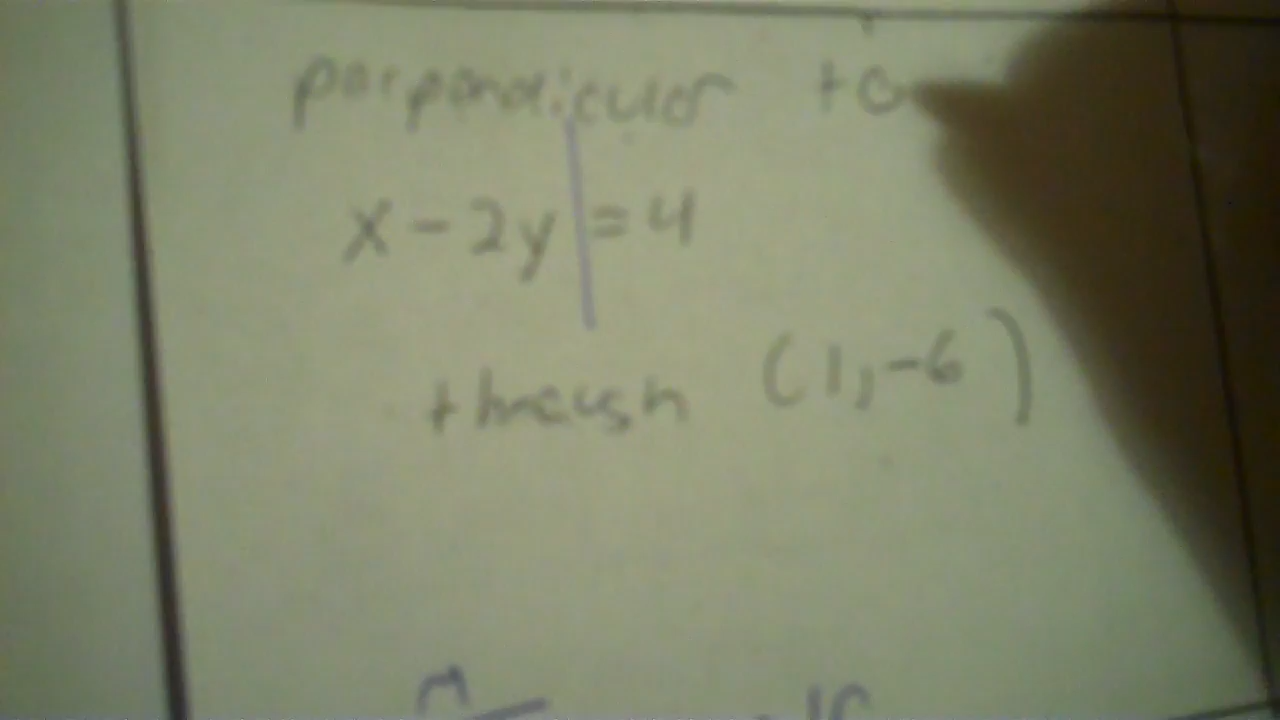 perpendicular to
x - 2y = 4
through (1, -6)